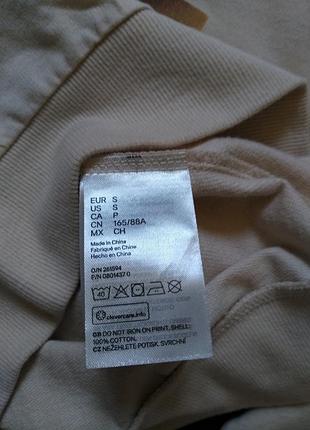 EUR S
US S
CA P
CN 165/88A
MX CH
Made in China
Fabriqué en Chine
Hecho en China
O/N 261594
P/N 0801437 0
40
clevercare.info
GB DO NOT IRON ON PRINT, SHELL:
100% COTTON.
CZ NEŽEHLETE POTISK. SVRCHNÍ